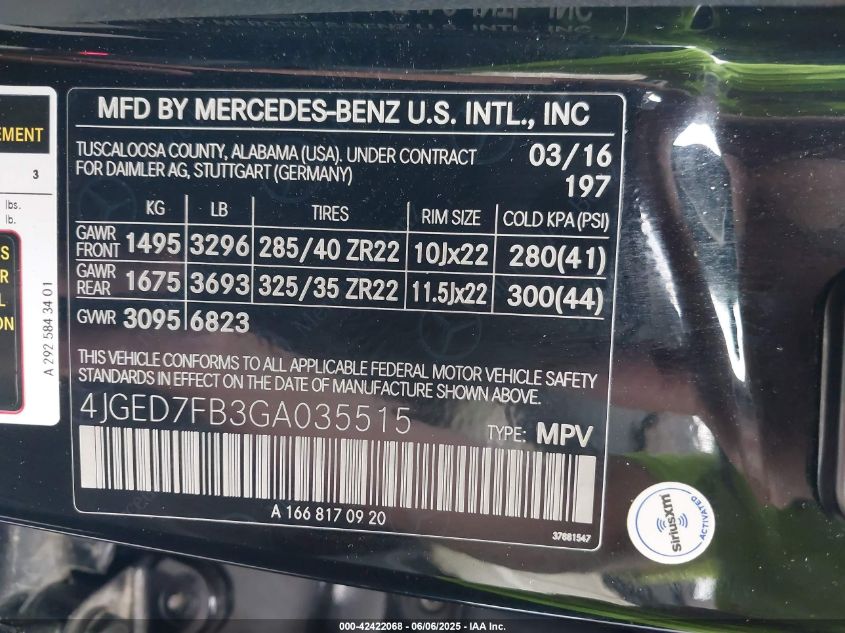 EMENT
3
lbs.
lb.
S
R
L
ON
A 292 584 34 01
MFD BY MERCEDES-BENZ U.S. INTL., INC
TUSCALOOSA COUNTY, ALABAMA (USA). UNDER CONTRACT
FOR DAIMLER AG, STUTTGART (GERMANY)
03/16
197
KG LB TIRES RIM SIZE COLD KPA(PSI)
GAWR FRONT 1495 3296 285/40 ZR22 10Jx22 280(41)
GAWR REAR 1675 3693 325/35 ZR22 11.5Jx22 300(44)
GVWR 3095 6823
THIS VEHICLE CONFORMS TO ALL APPLICABLE FEDERAL MOTOR VEHICLE SAFETY
STANDARDS IN EFFECT ON THE DATE OF MANUFACTURE SHOWN ABOVE.
4JGED7FB3GA035515
TYPE: MPV
A 166 817 09 20
37681547
SiriusXM
ACTIVATED
000-42422068 - 06/06/2025 - IAA Inc.